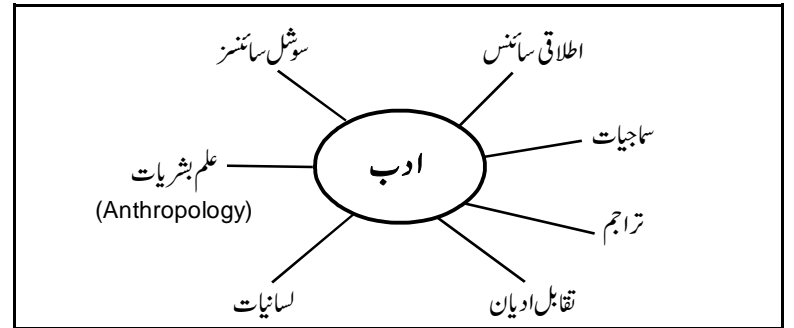 اطلاقی سائنس
سوشل سائنسز
سماجیات
ادب
علم بشریات
(Anthropology)
تراجم
تقابل ادیان
لسانیات